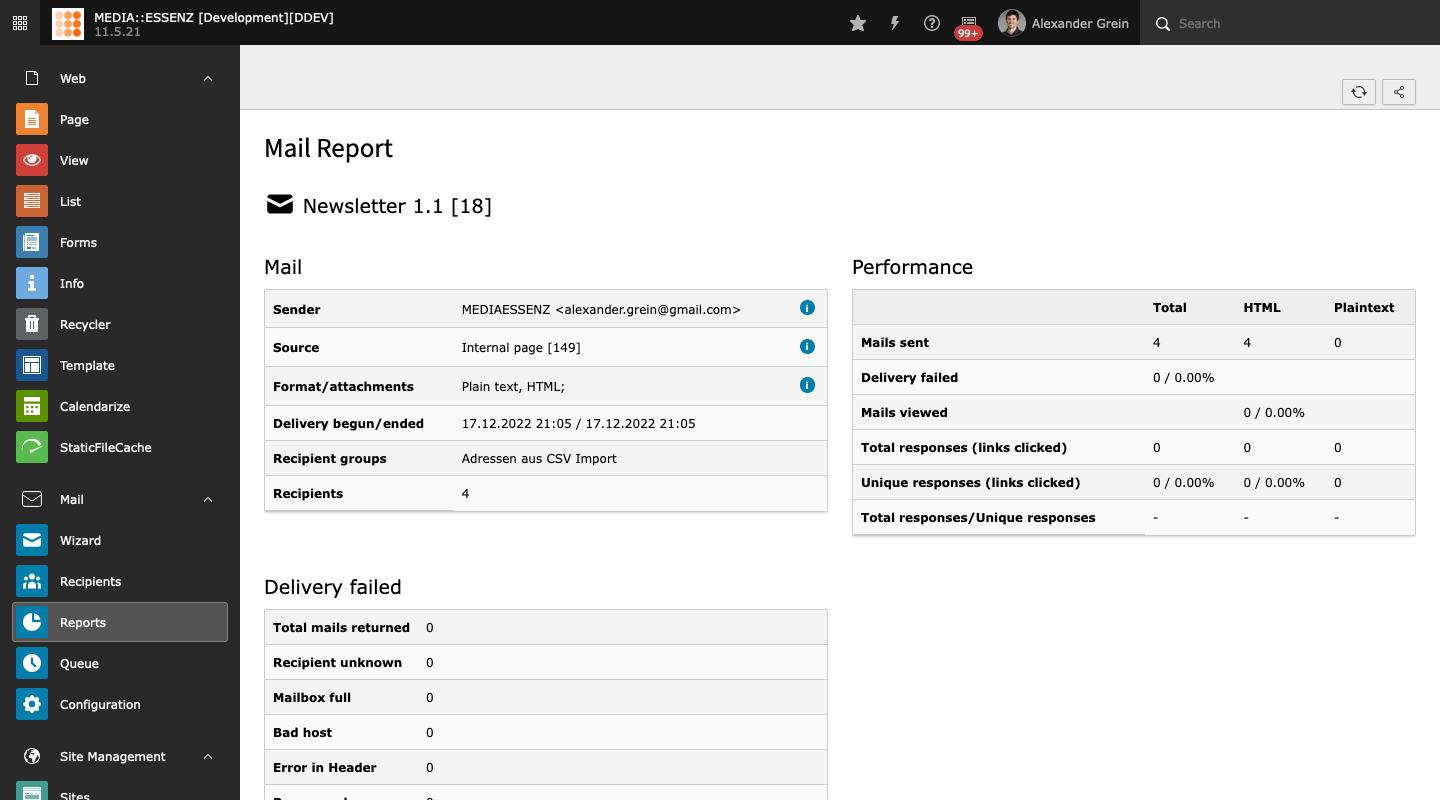 MEDIA::ESSENZ [Development][DDEV]
11.5.21
99+
Alexander Grein
Search
Web
Page
View
List
Forms
Info
Recycler
Template
Calendarize
StaticFileCache
Mail
Wizard
Recipients
Reports
Queue
Configuration
Site Management
Sites
Mail Report
Newsletter 1.1 [18]
Mail
Sender MEDIAESSENZ <alexander.grein@gmail.com>
Source Internal page [149]
Format/attachments Plain text, HTML;
Delivery begun/ended 17.12.2022 21:05 / 17.12.2022 21:05
Recipient groups Adressen aus CSV Import
Recipients 4
Performance
Total HTML Plaintext
Mails sent 4 4 0
Delivery failed 0 / 0.00%
Mails viewed 0 / 0.00%
Total responses (links clicked) 0 0 0
Unique responses (links clicked) 0 / 0.00% 0 / 0.00% 0
Total responses/Unique responses - - -
Delivery failed
Total mails returned 0
Recipient unknown 0
Mailbox full 0
Bad host 0
Error in Header 0